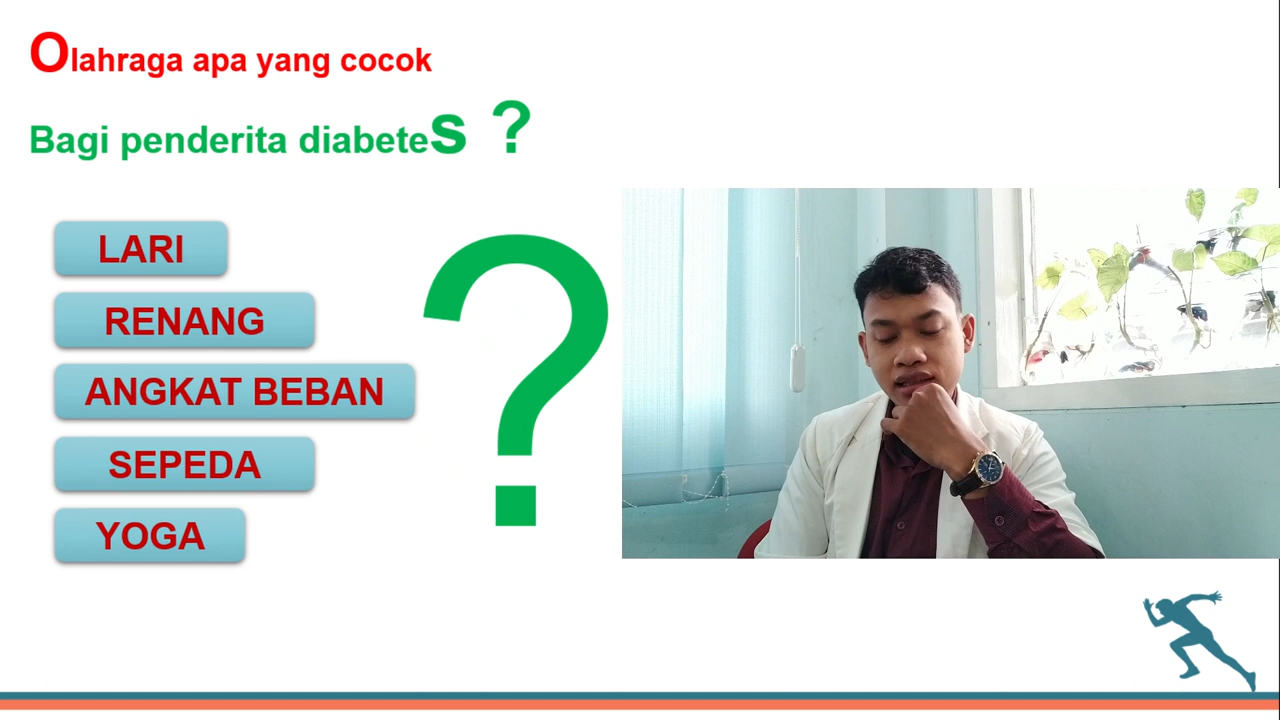 Olahraga apa yang cocok
Bagi penderita diabetes ?
LARI
RENANG
ANGKAT BEBAN
SEPEDA
YOGA
?